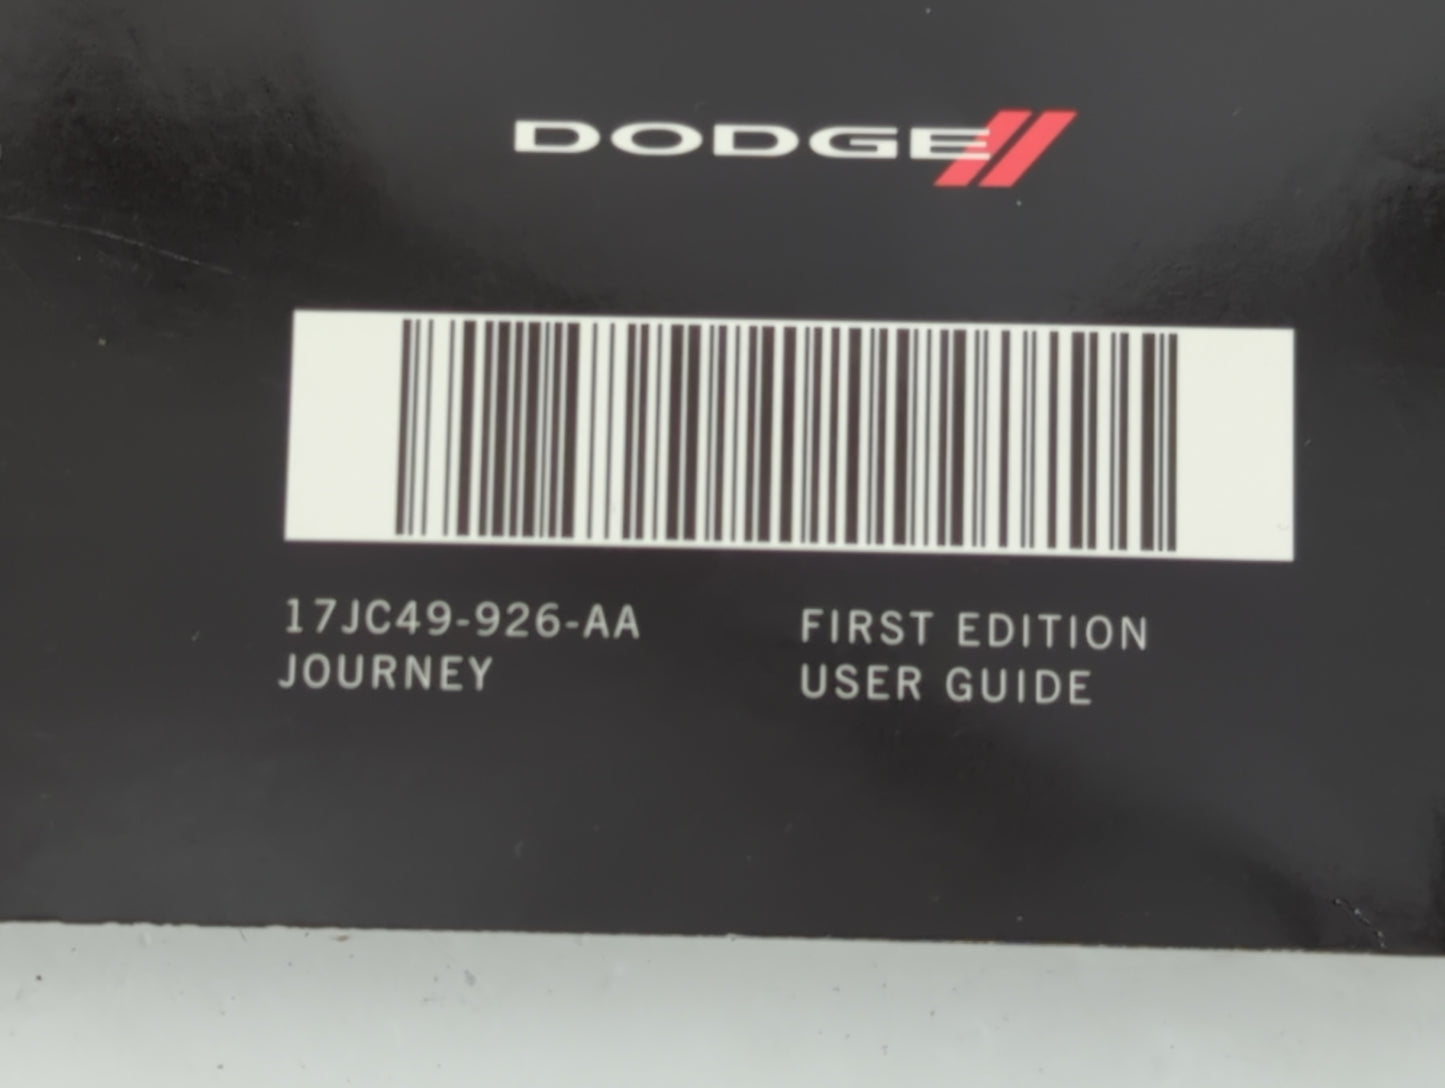 DODGE
17JC49-926-AA
JOURNEY
FIRST EDITION
USER GUIDE